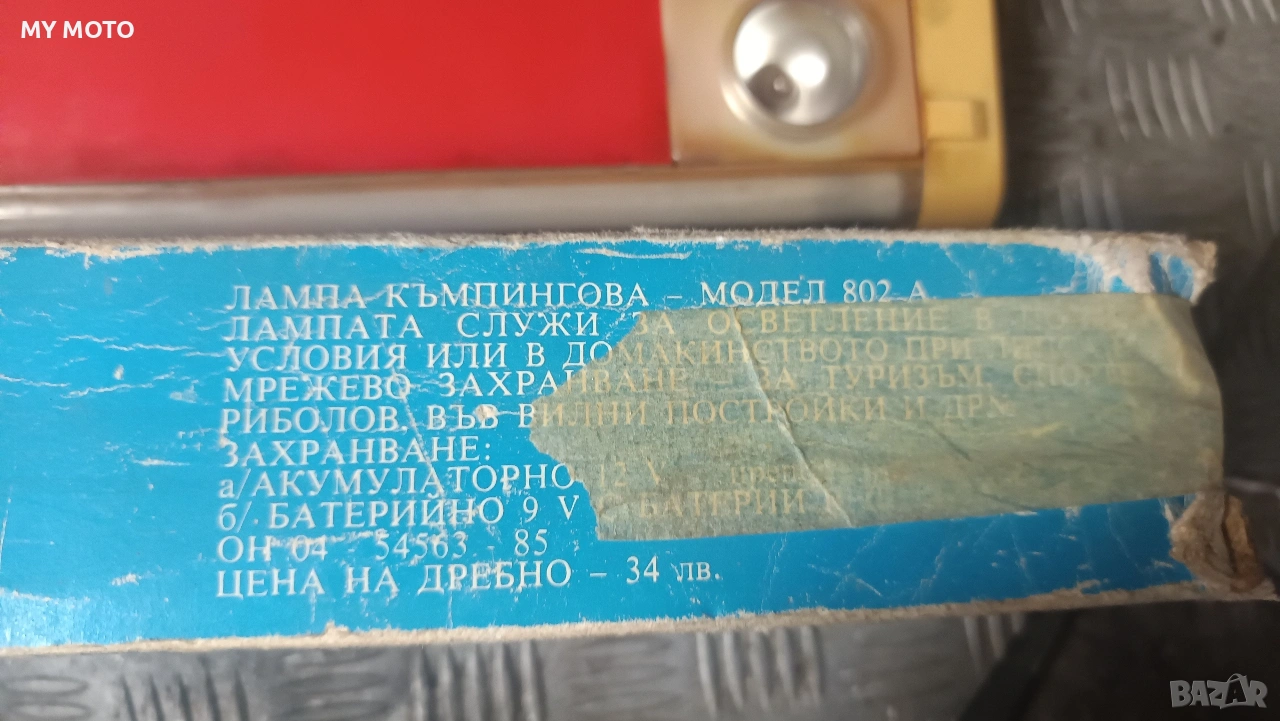 MY MOTO
ЛАМПА КЪМПИНГОВА – МОДЕЛ 802 А
ЛАМПАТА СЛУЖИ ЗА ОСВЕТЛЕНИЕ В
УСЛОВИЯ ИЛИ В ДОМАКИНСТВОТО ПРИ
МРЕЖЕВО ЗАХРАНВАНЕ – ЗА ТУРИЗЪМ,
РИБОЛОВ, ВЪВ ВИЛНИ ПОСТРОЙКИ И ДР.
ЗАХРАНВАНЕ:
а/АКУМУЛАТОРНО 12 V
б/.БАТЕРИЙНО 9 V БАТЕРИИ
ОН 04 54563 - 85
ЦЕНА НА ДРЕБНО – 34 лв.
BAZAR